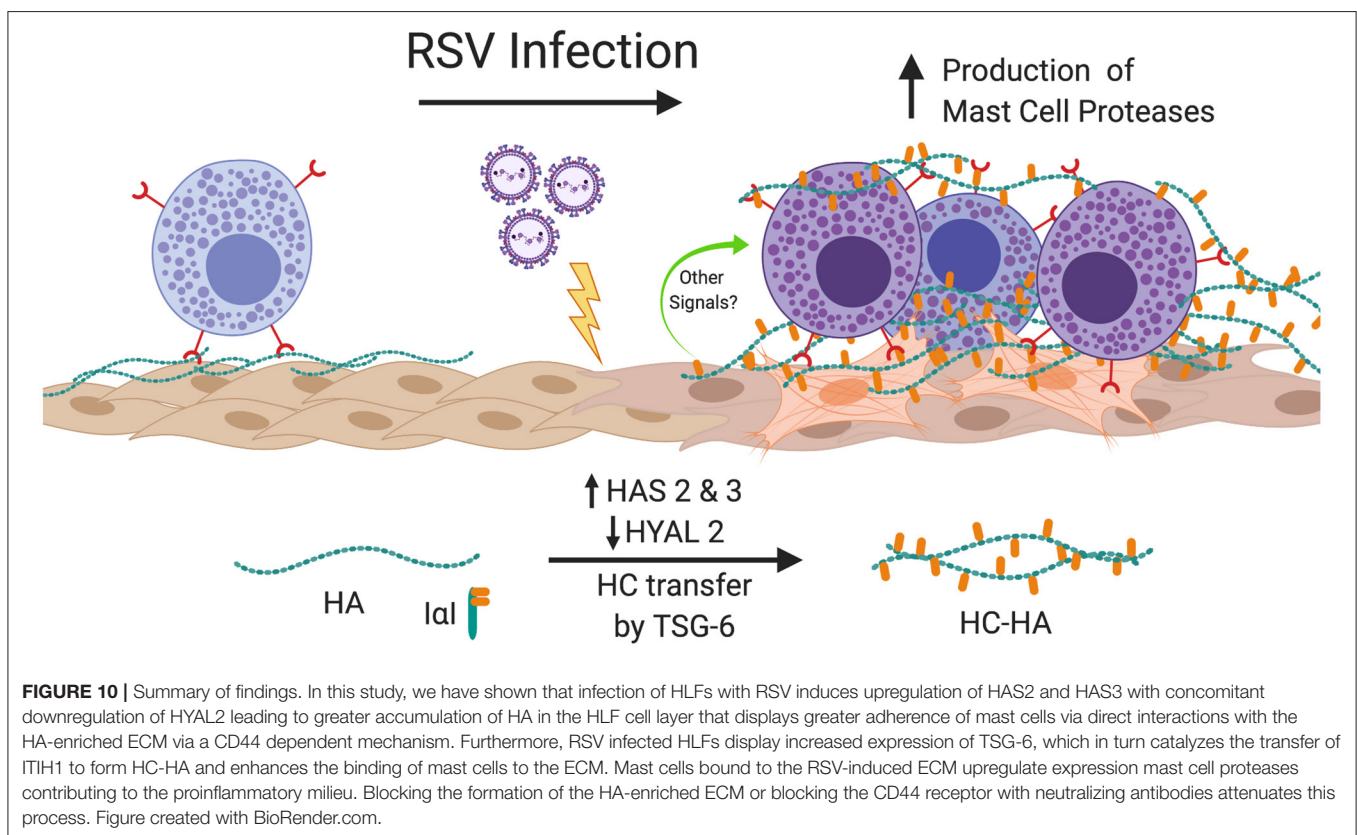 RSV Infection
Production of
Mast Cell Proteases
Other
Signals?
HAS 2 & 3
HYAL 2
HC transfer
by TSG-6
HA
IαI
HC-HA
FIGURE 10 | Summary of findings. In this study, we have shown that infection of HLFs with RSV induces upregulation of HAS2 and HAS3 with concomitant
downregulation of HYAL2 leading to greater accumulation of HA in the HLF cell layer that displays greater adherence of mast cells via direct interactions with the
HA-enriched ECM via a CD44 dependent mechanism. Furthermore, RSV infected HLFs display increased expression of TSG-6, which in turn catalyzes the transfer of
ITIH1 to form HC-HA and enhances the binding of mast cells to the ECM. Mast cells bound to the RSV-induced ECM upregulate expression mast cell proteases
contributing to the proinflammatory milieu. Blocking the formation of the HA-enriched ECM or blocking the CD44 receptor with neutralizing antibodies attenuates this
process. Figure created with BioRender.com.